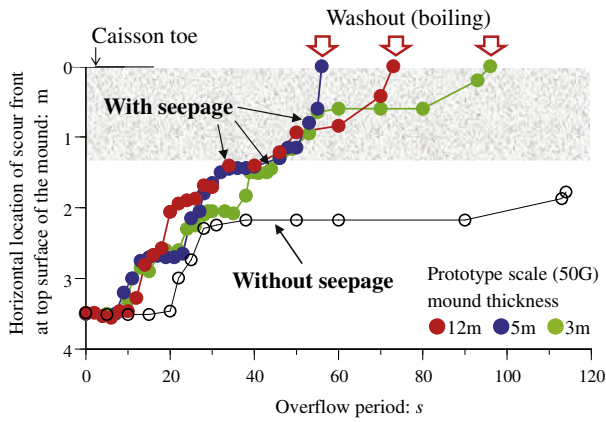 Washout (boiling)
Caisson toe
0
1
2
3
4
Horizontal location of scour front
at top surface of the mound: m
With seepage
Without seepage
Prototype scale (50G)
mound thickness
12m 5m 3m
0 20 40 60 80 100 120
Overflow period: s